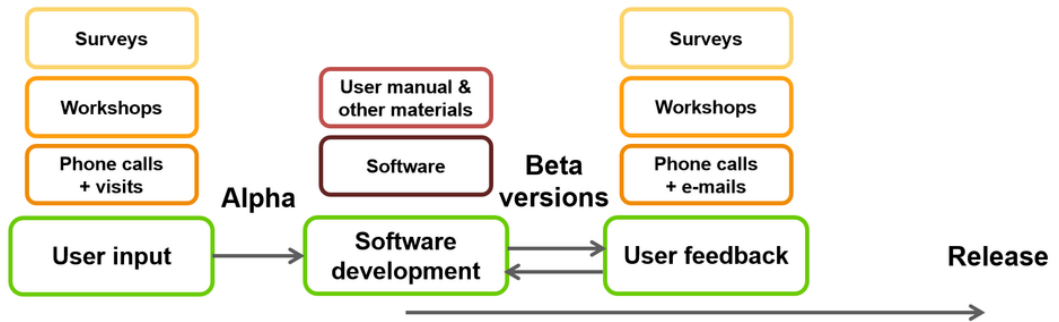 Surveys
Workshops
Phone calls
+ visits
User input
Alpha
User manual &
other materials
Software
Software
development
Beta
versions
Surveys
Workshops
Phone calls
+ e-mails
User feedback
Release